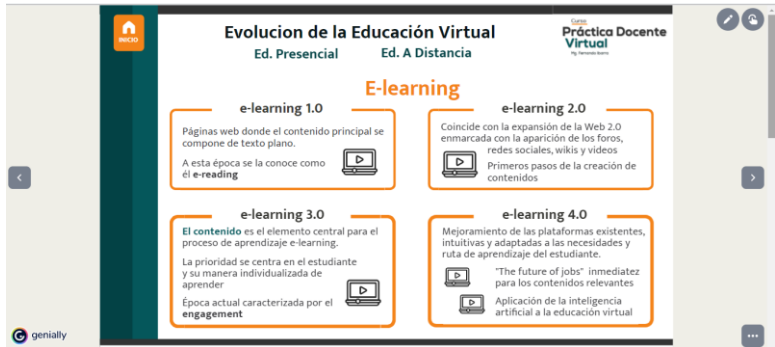 INICIO
Evolucion de la Educación Virtual
Ed. Presencial
Ed. A Distancia
Curso
Práctica Docente
Virtual
E-learning
e-learning 1.0
Páginas web donde el contenido principal se
compone de texto plano.
A esta época se la conoce como
él e-reading
e-learning 2.0
Coincide con la expansión de la Web 2.0
enmarcada con la aparición de los foros,
redes sociales, wikis y videos
Primeros pasos de la creación de
contenidos
e-learning 3.0
El contenido es el elemento central para el
proceso de aprendizaje e-learning.
La prioridad se centra en el estudiante
y su manera individualizada de
aprender
Época actual caracterizada por el
engagement
e-learning 4.0
Mejoramiento de las plataformas existentes,
intuitivas y adaptadas a las necesidades y
ruta de aprendizaje del estudiante.
"The future of jobs" inmediatez
para los contenidos relevantes
Aplicación de la inteligencia
artificial a la educación virtual
genially